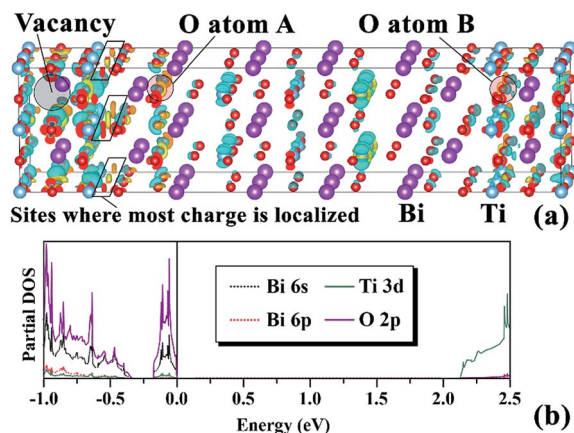 Vacancy
O atom A
O atom B
Sites where most charge is localized
Bi
Ti
(a)
Partial DOS
Bi 6s
Ti 3d
Bi 6p
O 2p
-1.0
-0.5
0.0
0.5
1.0
1.5
2.0
2.5
Energy (eV)
(b)